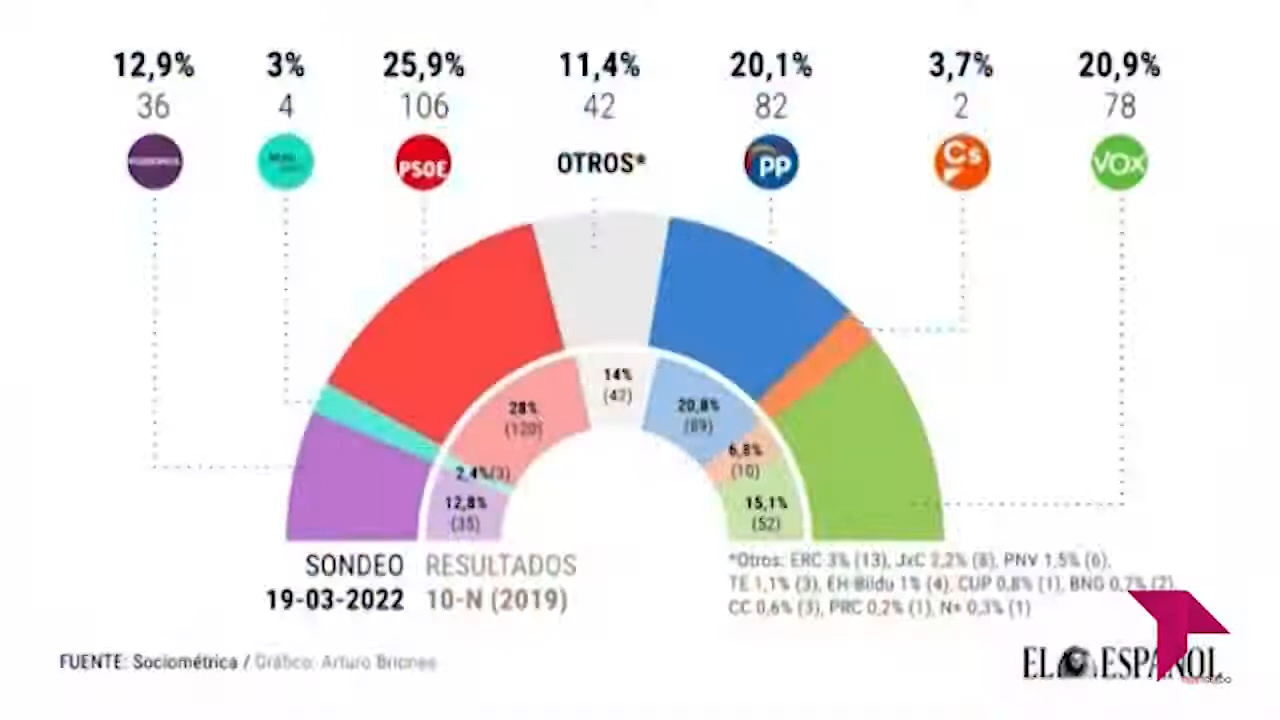 12,9% 3% 25,9% 11,4% 20,1% 3,7% 20,9%
36 4 106 42 82 2 78
PODEMOS PSOE OTROS* PP Cs VOX
28%
(120)
14%
(42)
20,8%
(89)
2,4%(3)
6,8%
(10)
12,8%
(35)
15,1%
(52)
SONDEO
19-03-2022
RESULTADOS
10-N (2019)
*Otros: ERC 3% (13), JxC 2,2% (8), PNV 1,5% (6),
TE 1,1% (3), EH-Bildu 1% (4), CUP 0,8% (1), BNG 0,7% (2),
CC 0,6% (3), PRC 0,2% (1), N+ 0,3% (1)
FUENTE: Sociométrica / Gráfico: Arturo Briones
EL ESPAÑOL